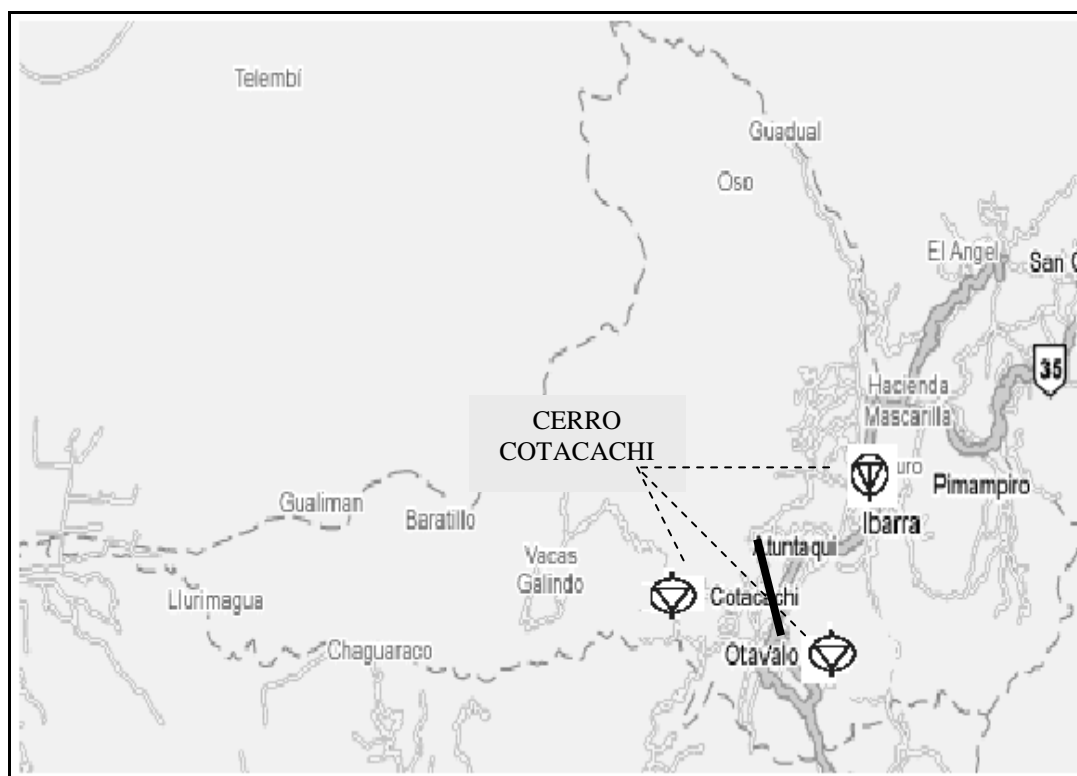 Telembí
Guadual
Oso
El Angel
San C
35
Hacienda
Mascarilla
CERRO
COTACACHI
uro
Pimampiro
Gualiman
Baratillo
Ibarra
Atuntaqui
Vacas
Galindo
Cotacachi
Llurimagua
Chaguaraco
Otavalo